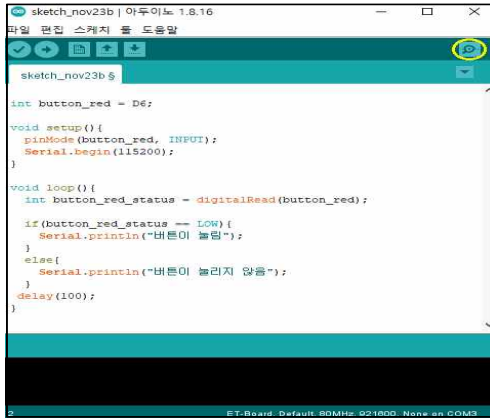 sketch_nov23b | 아두이노 1.8.16
파일 편집 스케치 툴 도움말
sketch_nov23b §
int button_red = D6;
void setup(){
pinMode(button_red, INPUT);
Serial.begin(115200);
}
void loop(){
int button_red_status = digitalRead(button_red);
if(button_red_status == LOW){
Serial.println("버튼이 눌림");
}
else{
Serial.println("버튼이 눌리지 않음");
}
delay(100);
}
2 ET-Board, Default, 80MHz, 921600, None on COM3